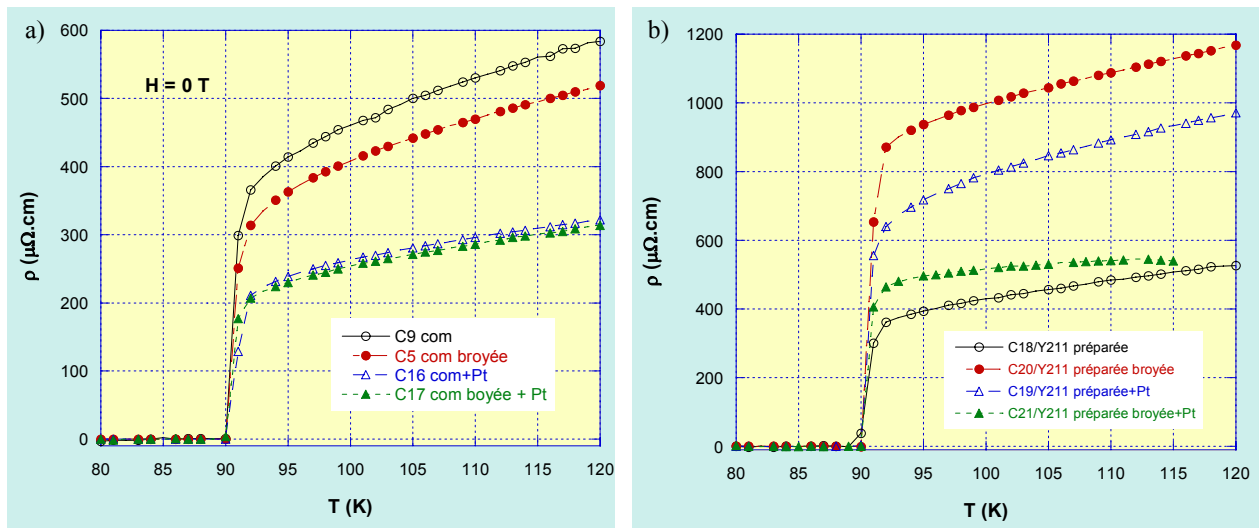 a)
H = 0 T
ρ (μΩ.cm)
600
500
400
300
200
100
0
80 85 90 95 100 105 110 115 120
T (K)
C9 com
C5 com broyée
C16 com+Pt
C17 com boyée + Pt
b)
ρ (μΩ.cm)
1200
1000
800
600
400
200
0
80 85 90 95 100 105 110 115 120
T (K)
C18/Y211 préparée
C20/Y211 préparée broyée
C19/Y211 préparée+Pt
C21/Y211 préparée broyée+Pt